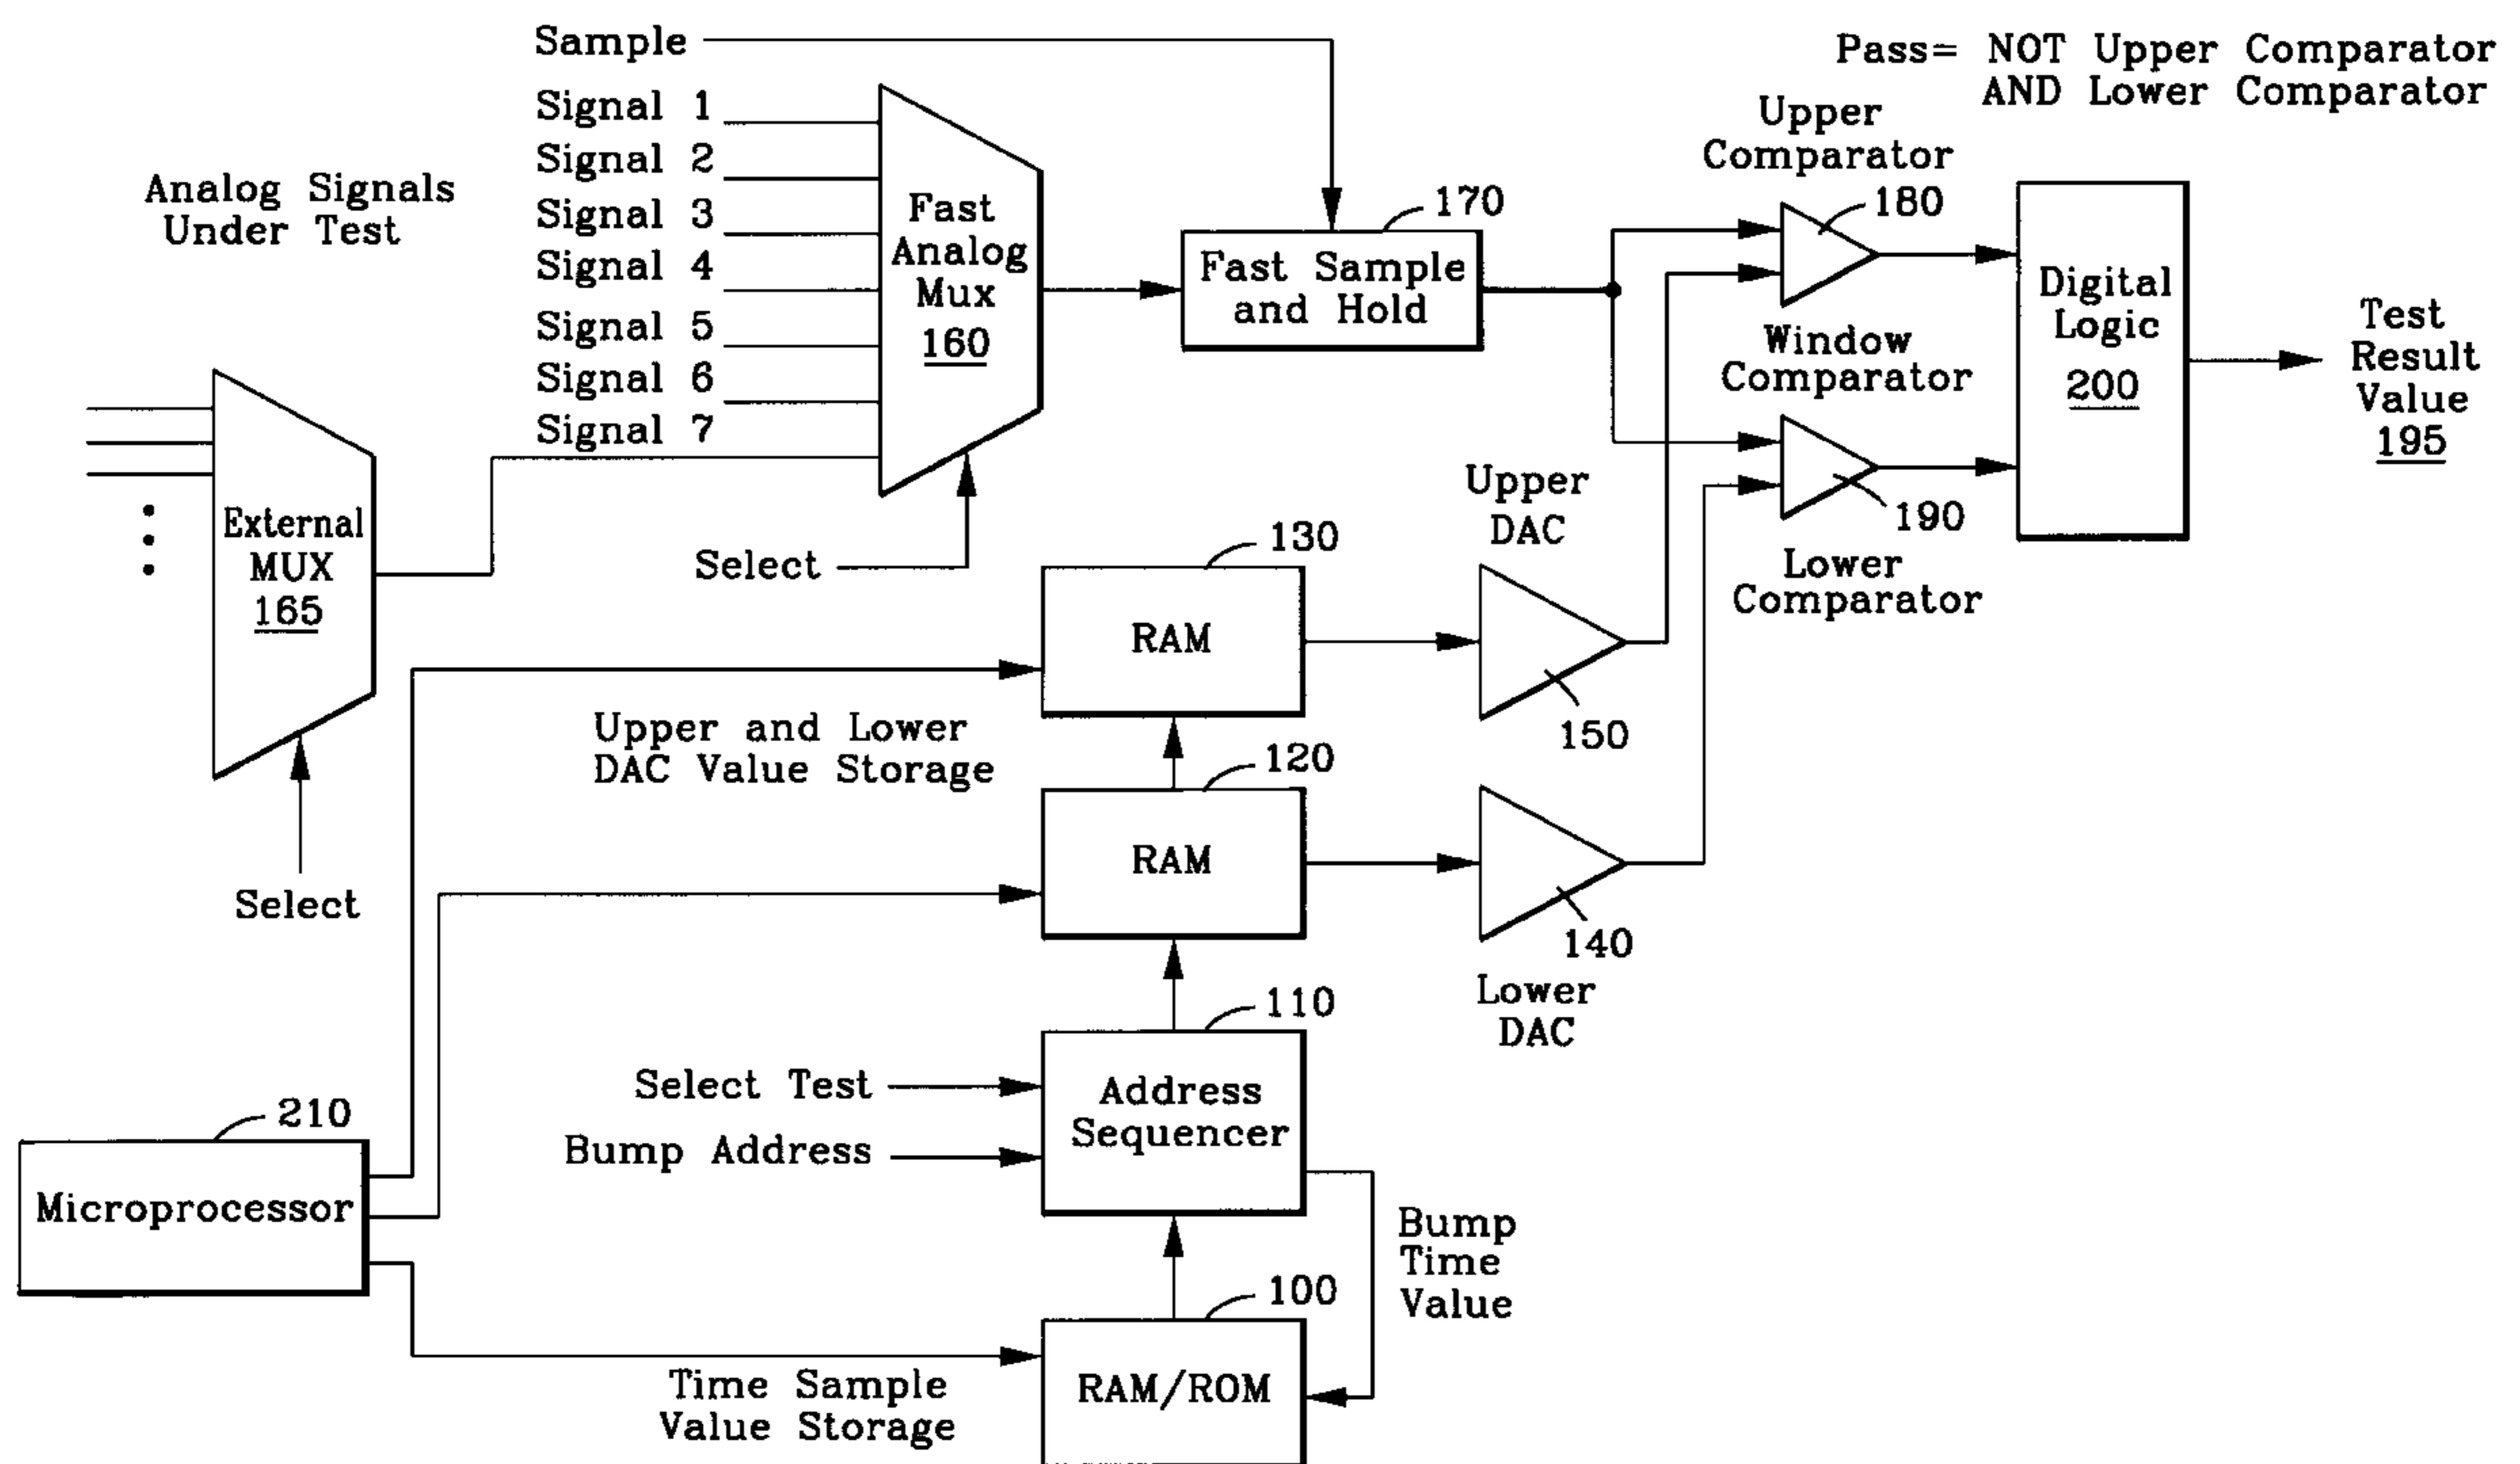 Sample
Pass= NOT Upper Comparator
AND Lower Comparator
Signal 1
Signal 2
Signal 3
Signal 4
Signal 5
Signal 6
Signal 7
Analog Signals
Under Test
Fast
Analog
Mux
160
170
Fast Sample
and Hold
Upper
Comparator
180
Window
Comparator
190
Lower
Comparator
Digital
Logic
200
Test
Result
Value
195
External
MUX
165
Select
Select
130
RAM
Upper
DAC
150
Upper and Lower
DAC Value Storage
120
RAM
140
Lower
DAC
110
Select Test
Bump Address
Address
Sequencer
210
Microprocessor
Bump
Time
Value
100
RAM/ROM
Time Sample
Value Storage